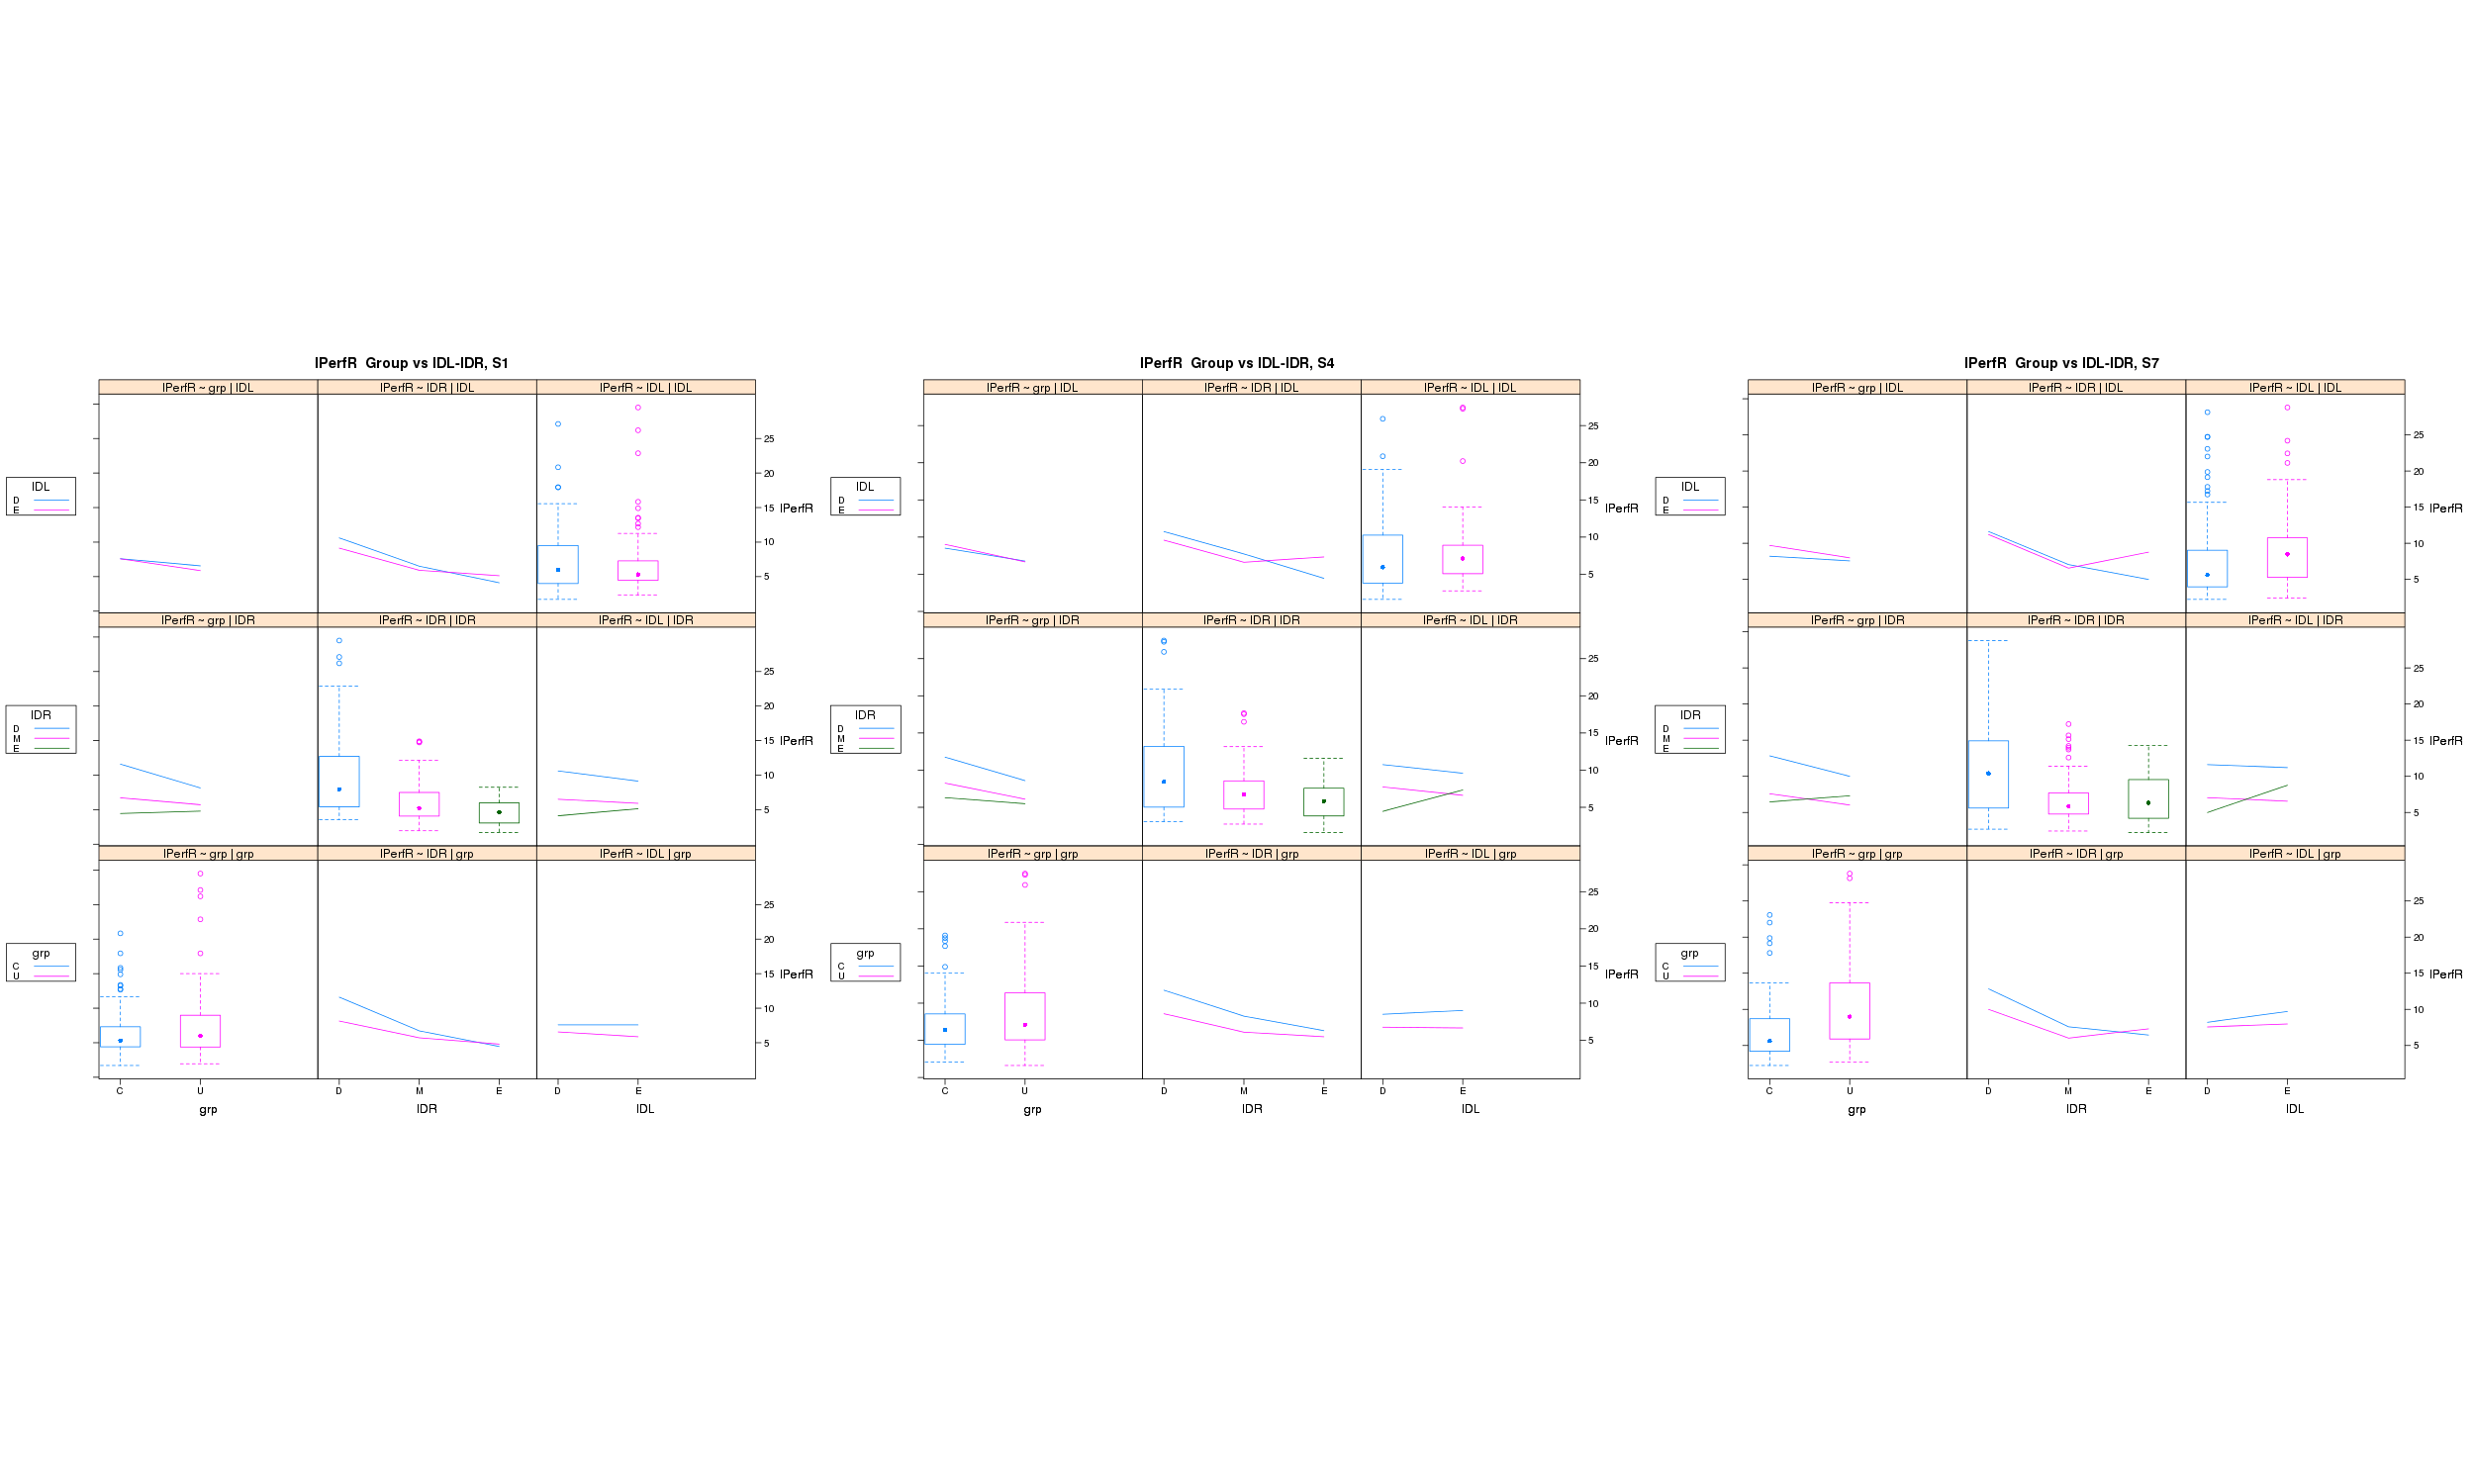 IPerfR Group vs IDL-IDR, S1
IPerfR ~ grp | IDL
IPerfR ~ IDR | IDL
IPerfR ~ IDL | IDL
IDL
D
E
25
20
15
10
5
IPerfR
IPerfR ~ grp | IDR
IPerfR ~ IDR | IDR
IPerfR ~ IDL | IDR
IDR
D
M
E
25
20
15
10
5
IPerfR
IPerfR ~ grp | grp
IPerfR ~ IDR | grp
IPerfR ~ IDL | grp
grp
C
U
25
20
15
10
5
IPerfR
C
U
D
M
E
D
E
grp
IDR
IDL
IPerfR Group vs IDL-IDR, S4
IPerfR ~ grp | IDL
IPerfR ~ IDR | IDL
IPerfR ~ IDL | IDL
IDL
D
E
25
20
15
10
5
IPerfR
IPerfR ~ grp | IDR
IPerfR ~ IDR | IDR
IPerfR ~ IDL | IDR
IDR
D
M
E
25
20
15
10
5
IPerfR
IPerfR ~ grp | grp
IPerfR ~ IDR | grp
IPerfR ~ IDL | grp
grp
C
U
25
20
15
10
5
IPerfR
C
U
D
M
E
D
E
grp
IDR
IDL
IPerfR Group vs IDL-IDR, S7
IPerfR ~ grp | IDL
IPerfR ~ IDR | IDL
IPerfR ~ IDL | IDL
IDL
D
E
25
20
15
10
5
IPerfR
IPerfR ~ grp | IDR
IPerfR ~ IDR | IDR
IPerfR ~ IDL | IDR
IDR
D
M
E
25
20
15
10
5
IPerfR
IPerfR ~ grp | grp
IPerfR ~ IDR | grp
IPerfR ~ IDL | grp
grp
C
U
25
20
15
10
5
IPerfR
C
U
D
M
E
D
E
grp
IDR
IDL